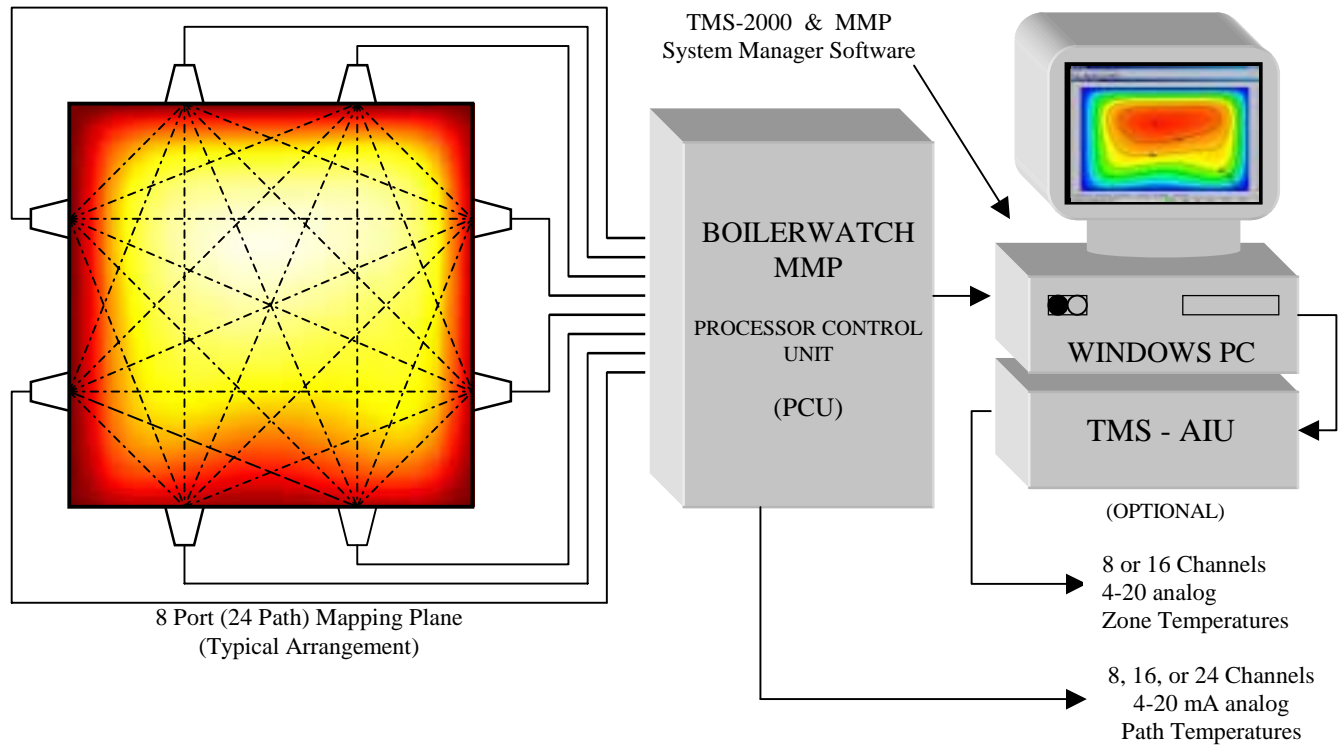 TMS-2000 & MMP
System Manager Software
BOILERWATCH
MMP
PROCESSOR CONTROL
UNIT
(PCU)
WINDOWS PC
TMS - AIU
(OPTIONAL)
8 or 16 Channels
4-20 analog
Zone Temperatures
8 Port (24 Path) Mapping Plane
(Typical Arrangement)
8, 16, or 24 Channels
4-20 mA analog
Path Temperatures